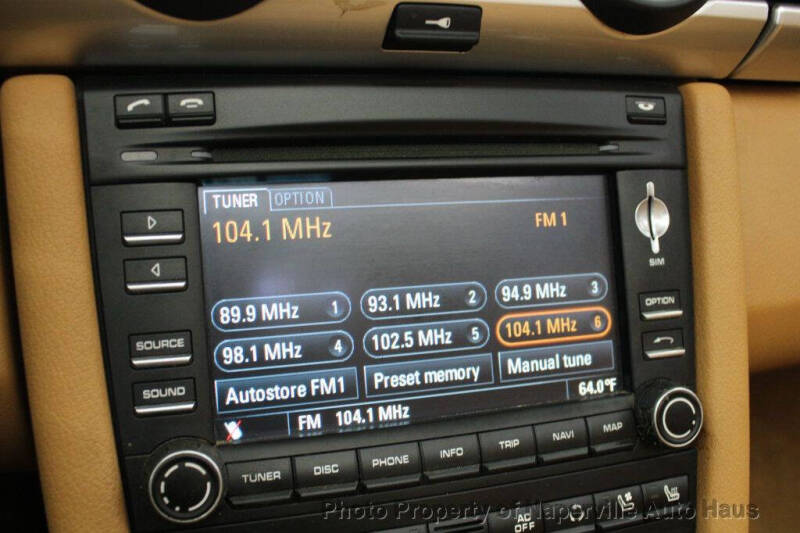 TUNER OPTION
104.1 MHz FM 1
89.9 MHz 1 93.1 MHz 2 94.9 MHz 3
98.1 MHz 4 102.5 MHz 5 104.1 MHz 6
Autostore FM1 Preset memory Manual tune
FM 104.1 MHz 64.0°F
SOURCE
SOUND
SIM
OPTION
TUNER DISC PHONE INFO TRIP NAVI MAP
AC
OFF
Photo Property of Naperville Auto Haus